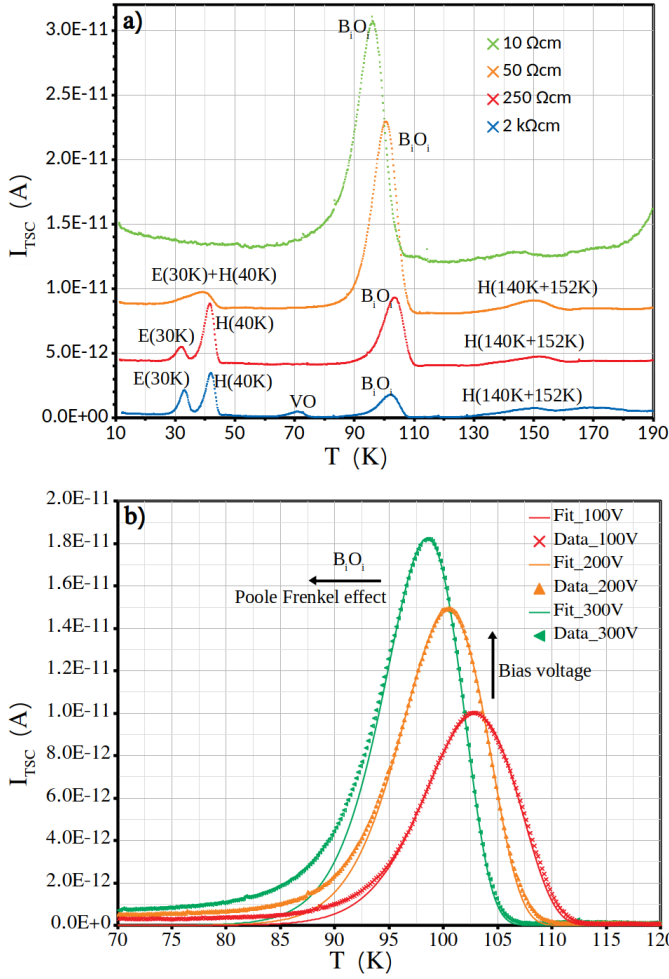 a)
3.0E-11
2.5E-11
2.0E-11
1.5E-11
1.0E-11
5.0E-12
0.0E+00
I_TSC (A)
10 30 50 70 90 110 130 150 170 190
T (K)
10 Ωcm
50 Ωcm
250 Ωcm
2 kΩcm
BiOi
BiOi
E(30K)+H(40K)
H(140K+152K)
BiOi
E(30K)
H(40K)
H(140K+152K)
E(30K)
H(40K)
VO
BiOi
H(140K+152K)
b)
2.0E-11
1.8E-11
1.6E-11
1.4E-11
1.2E-11
1.0E-11
8.0E-12
6.0E-12
4.0E-12
2.0E-12
0.0E+0
I_TSC (A)
70 75 80 85 90 95 100 105 110 115 120
T (K)
Fit_100V
Data_100V
Fit_200V
Data_200V
Fit_300V
Data_300V
BiOi
Poole Frenkel effect
Bias voltage